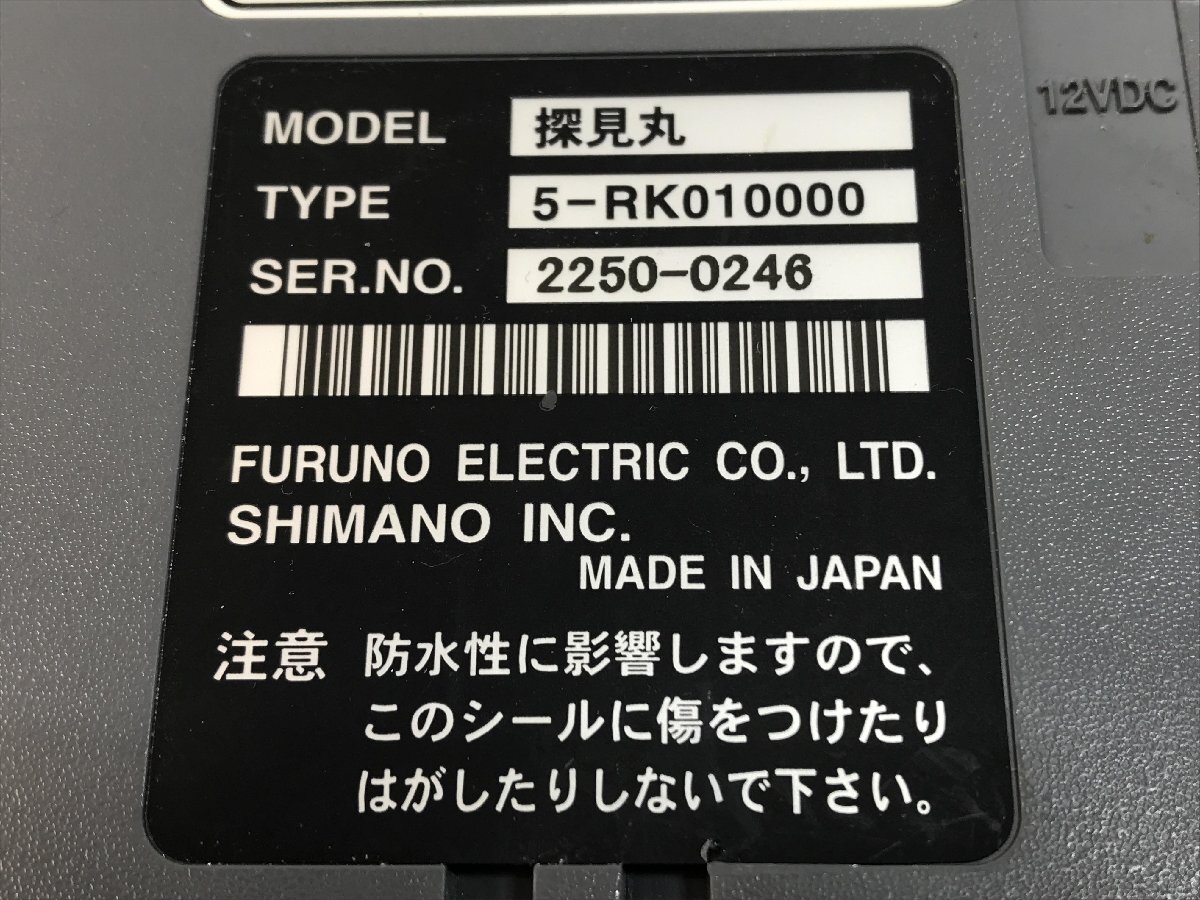 12VDC
MODEL 探見丸
TYPE 5-RK010000
SER.NO. 2250-0246
FURUNO ELECTRIC CO., LTD.
SHIMANO INC.
MADE IN JAPAN
注意 防水性に影響しますので、
このシールに傷をつけたり
はがしたりしないで下さい。